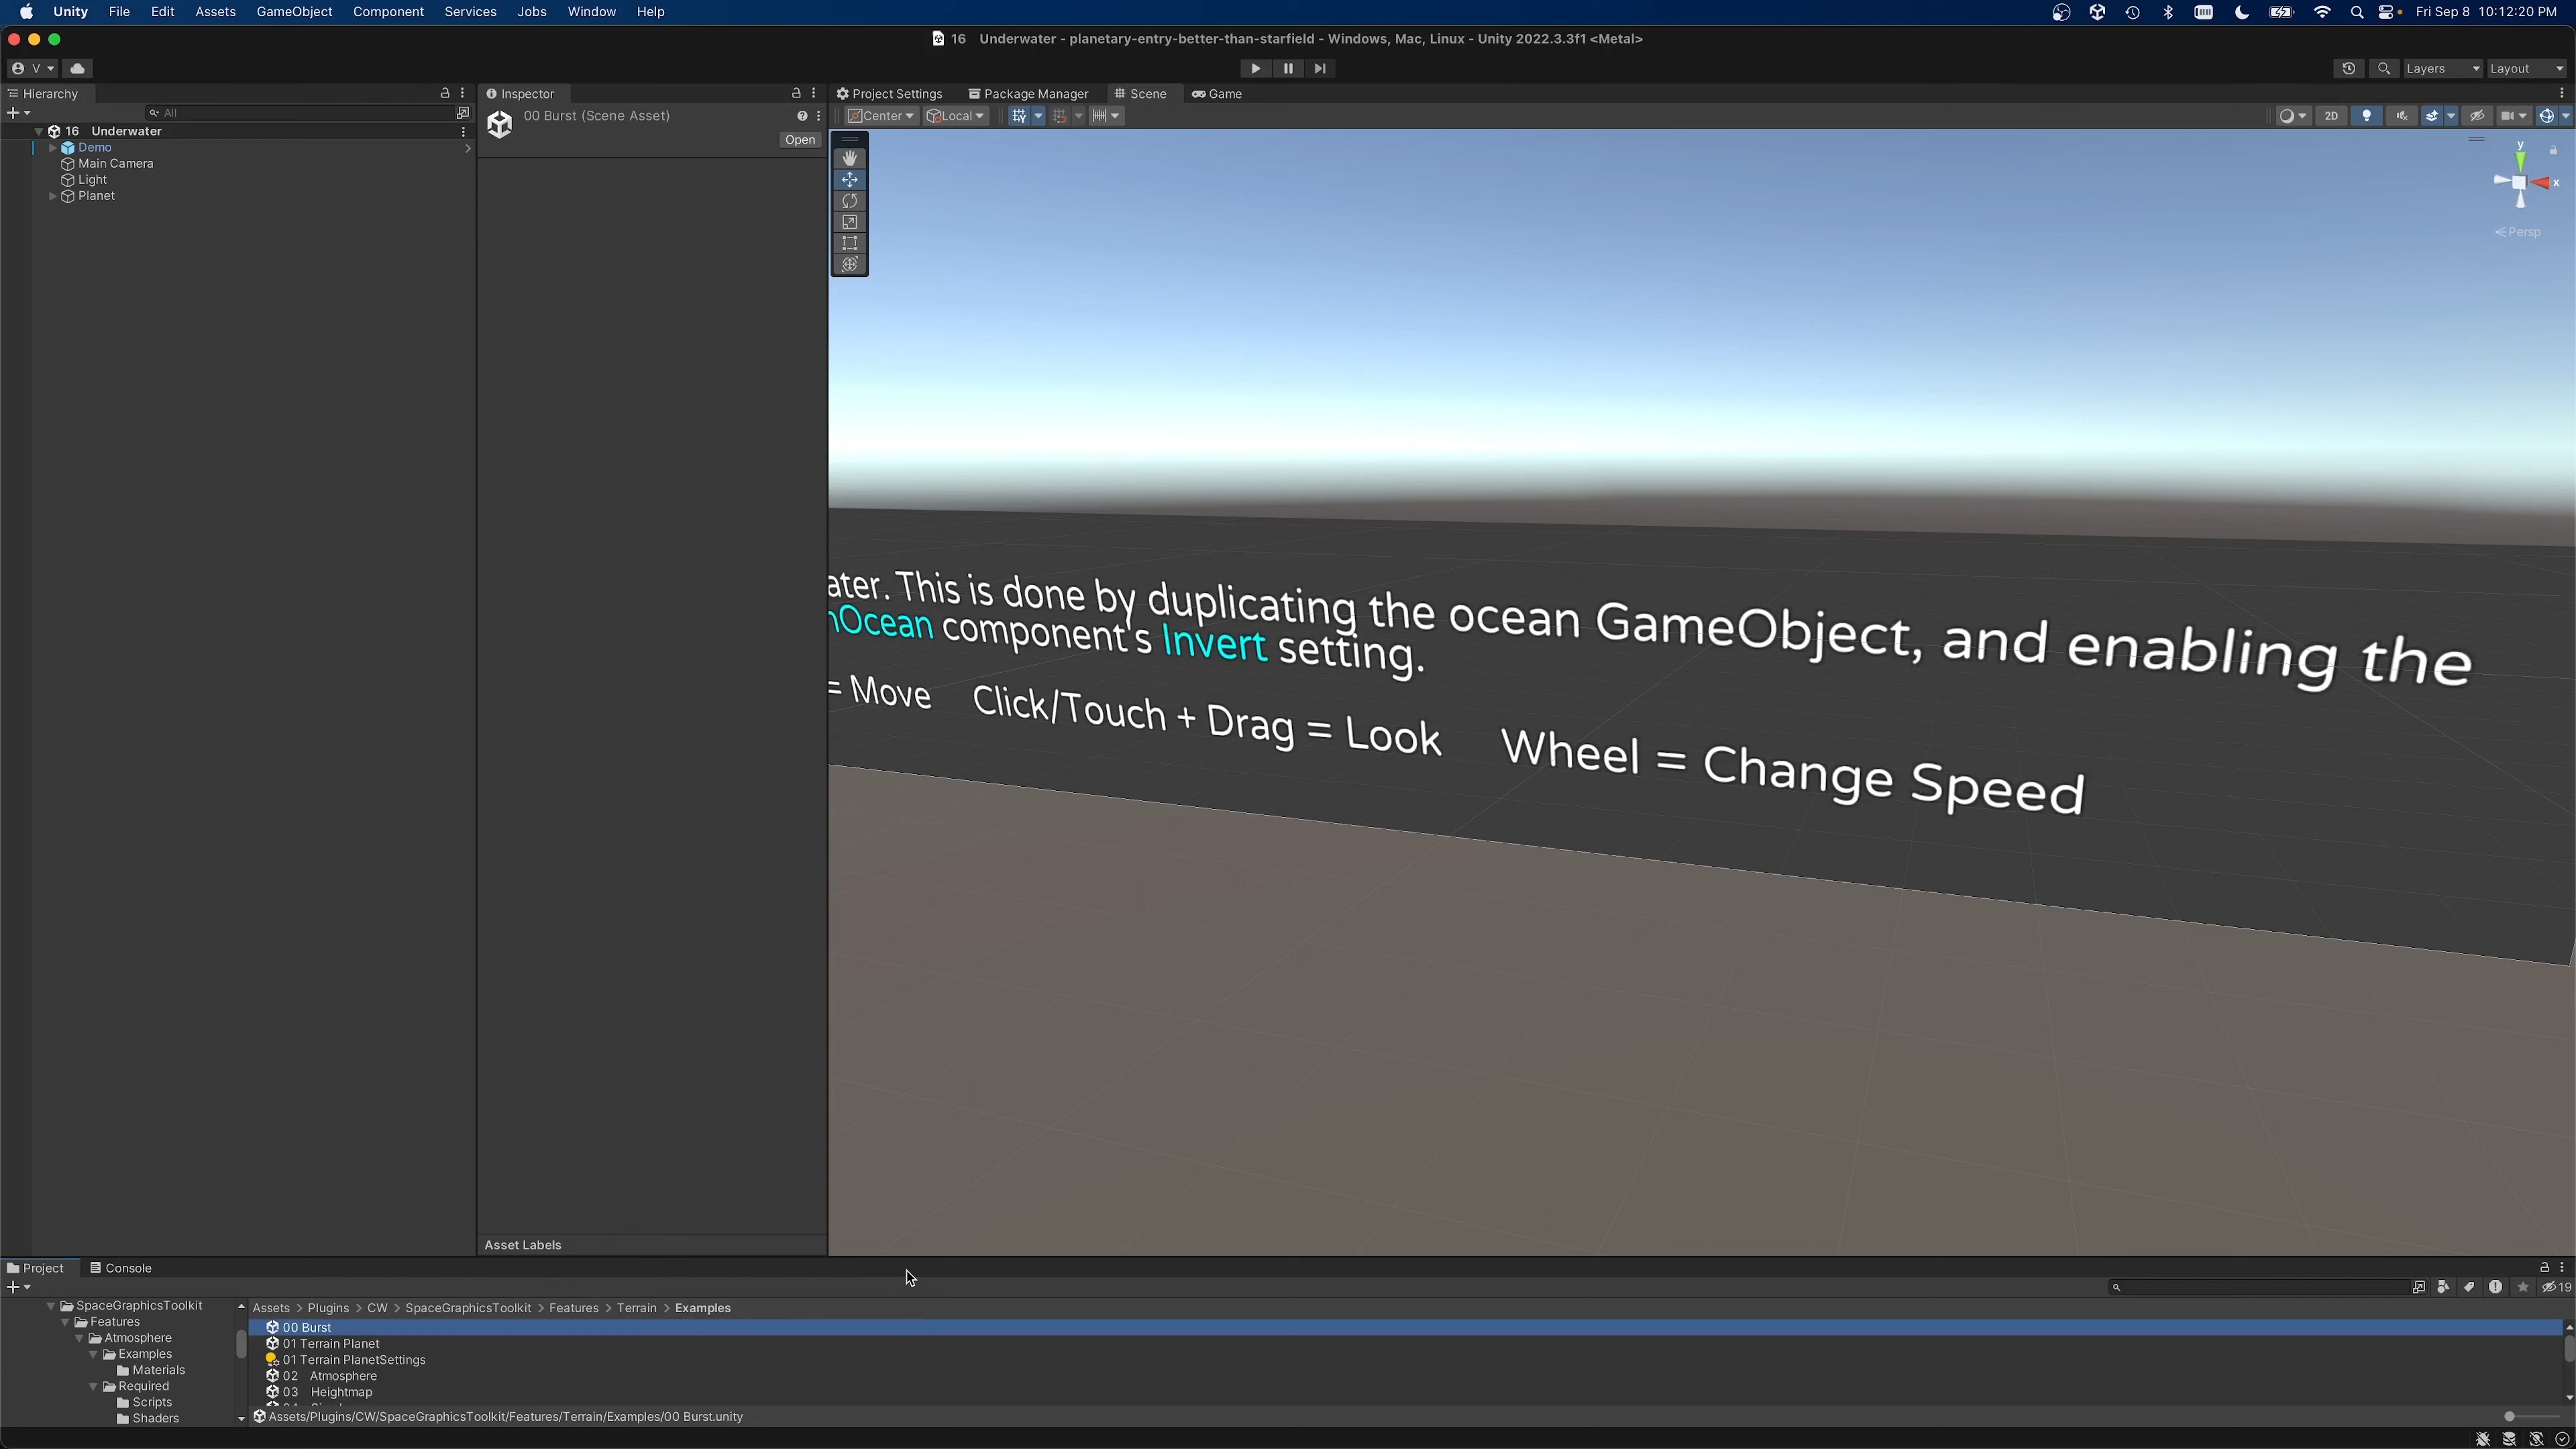 Unity File Edit Assets GameObject Component Services Jobs Window Help Fri Sep 8 10:12:20 PM
16 Underwater - planetary-entry-better-than-starfield - Windows, Mac, Linux - Unity 2022.3.3f1 <Metal>
V Layers Layout
Hierarchy Inspector Project Settings Package Manager Scene Game
All
00 Burst (Scene Asset)
Open
Center Local 2D
16 Underwater
Demo
Main Camera
Light
Planet
y
x
Persp
ater. This is done by duplicating the ocean GameObject, and enabling the
nOcean component's Invert setting.
= Move Click/Touch + Drag = Look Wheel = Change Speed
Asset Labels
Project Console
19
SpaceGraphicsToolkit
Features
Atmosphere
Examples
Materials
Required
Scripts
Shaders
Assets > Plugins > CW > SpaceGraphicsToolkit > Features > Terrain > Examples
00 Burst
01 Terrain Planet
01 Terrain PlanetSettings
02 Atmosphere
03 Heightmap
Assets/Plugins/CW/SpaceGraphicsToolkit/Features/Terrain/Examples/00 Burst.unity